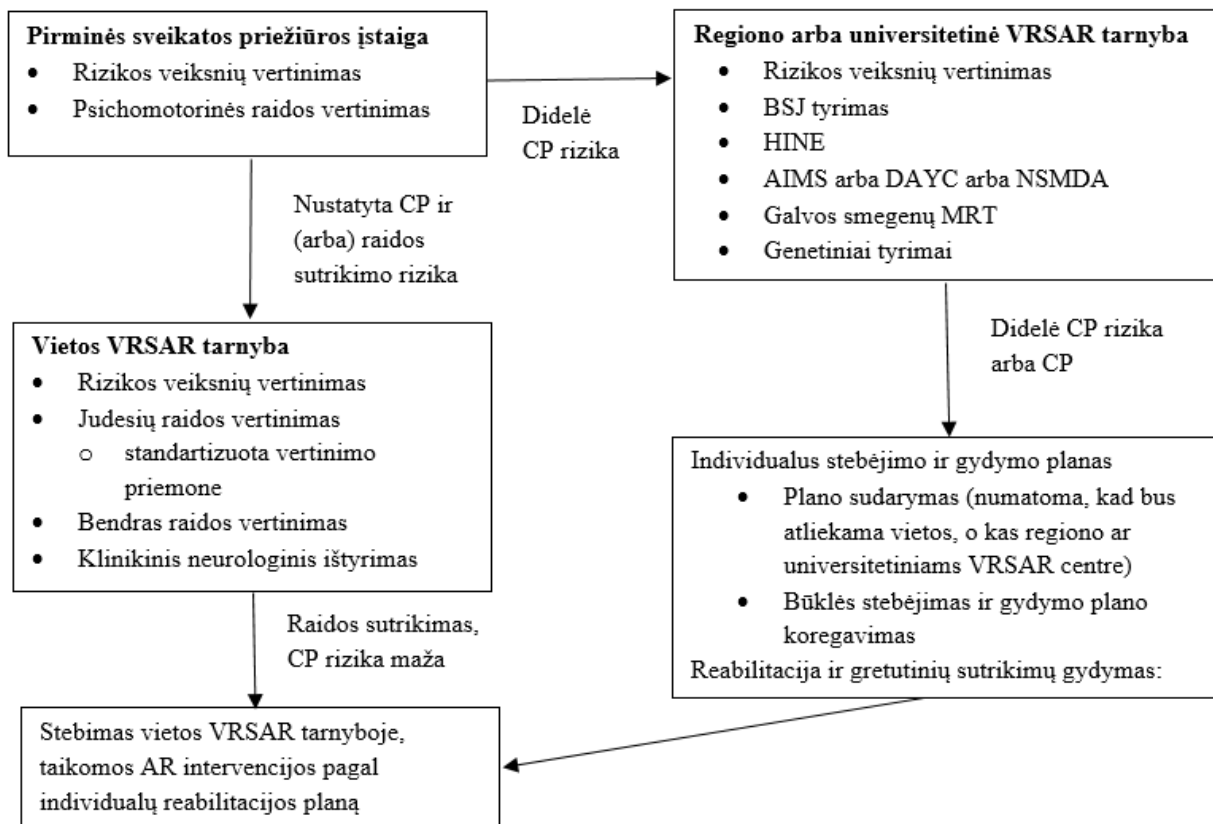 Pirminės sveikatos priežiūros įstaiga
• Rizikos veiksnių vertinimas
• Psichomotorinės raidos vertinimas
Didelė
CP rizika
Regiono arba universitetinė VRSAR tarnyba
• Rizikos veiksnių vertinimas
• BSJ tyrimas
• HINE
• AIMS arba DAYC arba NSMDA
• Galvos smegenų MRT
• Genetiniai tyrimai
Nustatyta CP ir
(arba) raidos
sutrikimo rizika
Vietos VRSAR tarnyba
• Rizikos veiksnių vertinimas
• Judesių raidos vertinimas
o standartizuota vertinimo
priemone
• Bendras raidos vertinimas
• Klinikinis neurologinis ištyrimas
Didelė CP rizika
arba CP
Individualus stebėjimo ir gydymo planas
• Plano sudarymas (numatoma, kad bus
atliekama vietos, o kas regiono ar
universitetiniams VRSAR centre)
• Būklės stebėjimas ir gydymo plano
koregavimas
Reabilitacija ir gretutinių sutrikimų gydymas:
Raidos sutrikimas,
CP rizika maža
Stebimas vietos VRSAR tarnyboje,
taikomos AR intervencijos pagal
individualų reabilitacijos planą